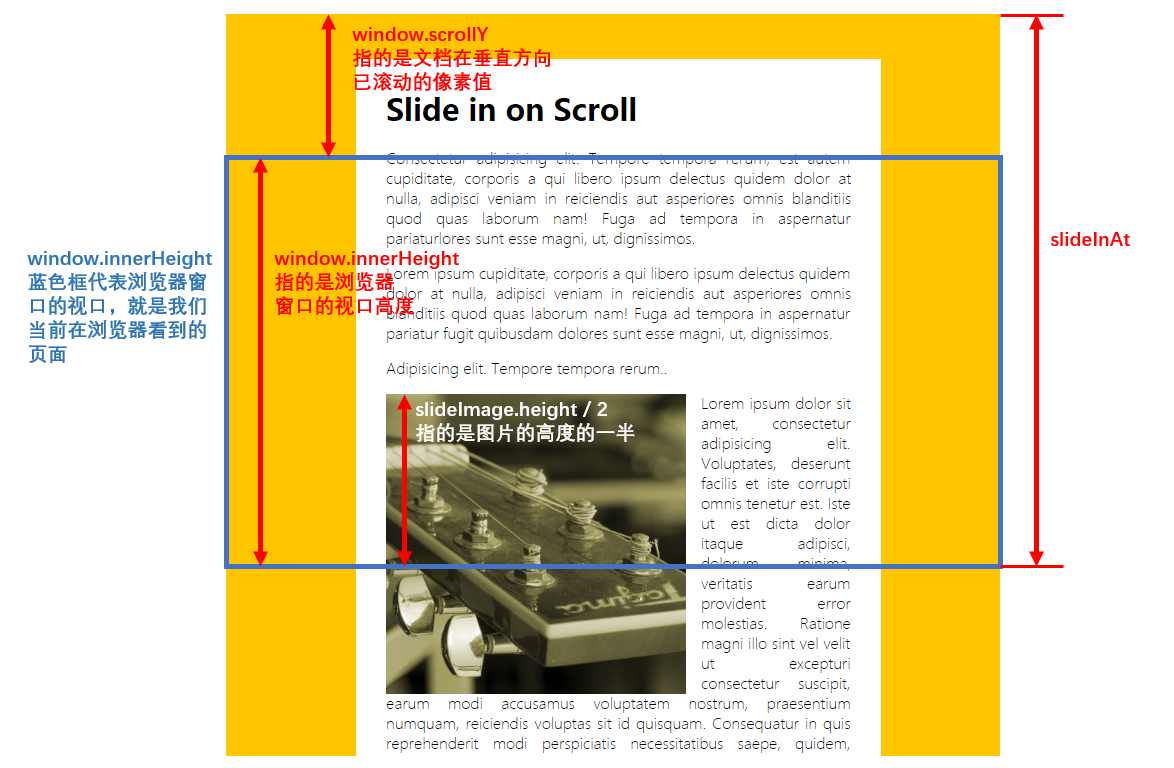 window.scrollY
指的是文档在垂直方向
已滚动的像素值
Slide in on Scroll
Consectetur adipisicing elit. Tempore tempora rerum, est autem
cupiditate, corporis a qui libero ipsum delectus quidem dolor at
nulla, adipisci veniam in reiciendis aut asperiores omnis blanditiis
quod quas laborum nam! Fuga ad tempora in aspernatur
pariaturlores sunt esse magni, ut, dignissimos.
slideInAt
window.innerHeight
蓝色框代表浏览器窗
口的视口，就是我们
当前在浏览器看到的
页面
window.innerHeight
指的是浏览器
窗口的视口高度
Lorem ipsum cupiditate, corporis a qui libero ipsum delectus quidem
dolor at nulla, adipisci veniam in reiciendis aut asperiores omnis
blanditiis quod quas laborum nam! Fuga ad tempora in aspernatur
pariatur fugit quibusdam dolores sunt esse magni, ut, dignissimos.
Adipisicing elit. Tempore tempora rerum..
slideImage.height / 2
指的是图片的高度的一半
fagima
Lorem ipsum dolor sit
amet, consectetur
adipisicing elit.
Voluptates, deserunt
facilis et iste corrupti
omnis tenetur est. Iste
ut est dicta dolor
itaque adipisci,
dolorum minima,
veritatis earum
provident error
molestias. Ratione
magni illo sint vel velit
ut excepturi
consectetur suscipit,
earum modi accusamus voluptatem nostrum, praesentium
numquam, reiciendis voluptas sit id quisquam. Consequatur in quis
reprehenderit modi perspiciatis necessitatibus saepe, quidem,